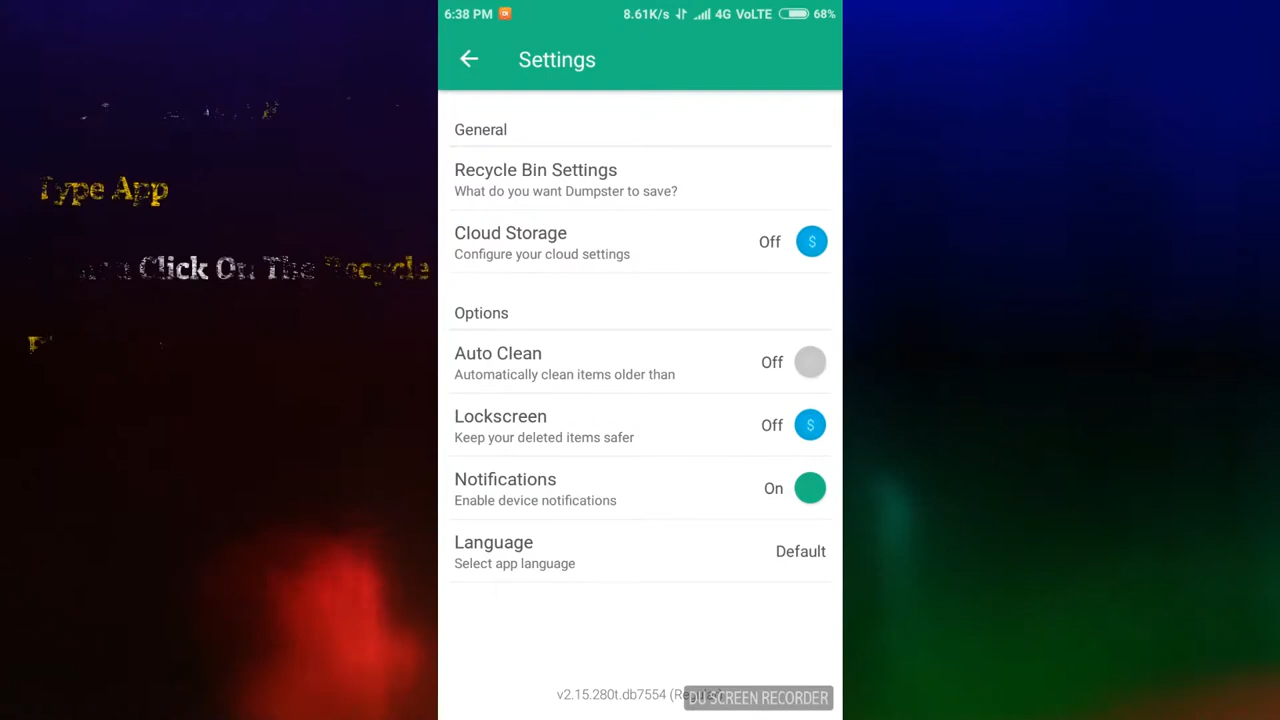 6:38 PM
8.61K/s 4G VoLTE 68%
Settings
General
Recycle Bin Settings
What do you want Dumpster to save?
Cloud Storage
Configure your cloud settings
Off $
Options
Auto Clean
Automatically clean items older than
Off
Lockscreen
Keep your deleted items safer
Off $
Notifications
Enable device notifications
On
Language
Select app language
Default
v2.15.280t.db7554
DU SCREEN RECORDER
Type App
Click On The Recycle